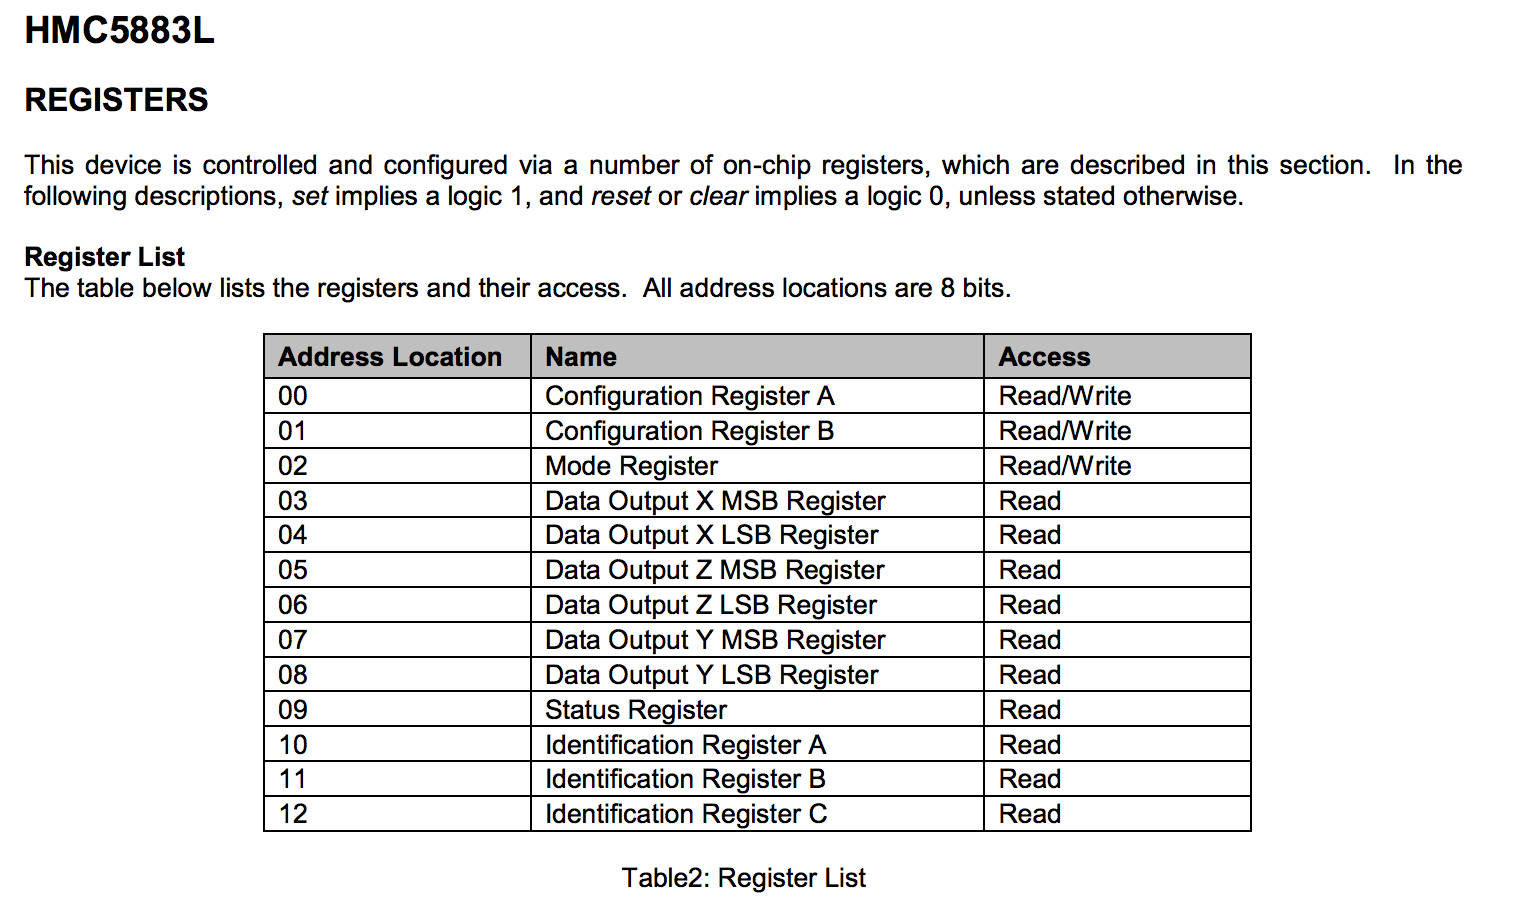 HMC5883L
REGISTERS
This device is controlled and configured via a number of on-chip registers, which are described in this section.  In the
following descriptions, set implies a logic 1, and reset or clear implies a logic 0, unless stated otherwise.
Register List
The table below lists the registers and their access.  All address locations are 8 bits.
Address Location Name Access
00 Configuration Register A Read/Write
01 Configuration Register B Read/Write
02 Mode Register Read/Write
03 Data Output X MSB Register Read
04 Data Output X LSB Register Read
05 Data Output Z MSB Register Read
06 Data Output Z LSB Register Read
07 Data Output Y MSB Register Read
08 Data Output Y LSB Register Read
09 Status Register Read
10 Identification Register A Read
11 Identification Register B Read
12 Identification Register C Read
Table2: Register List